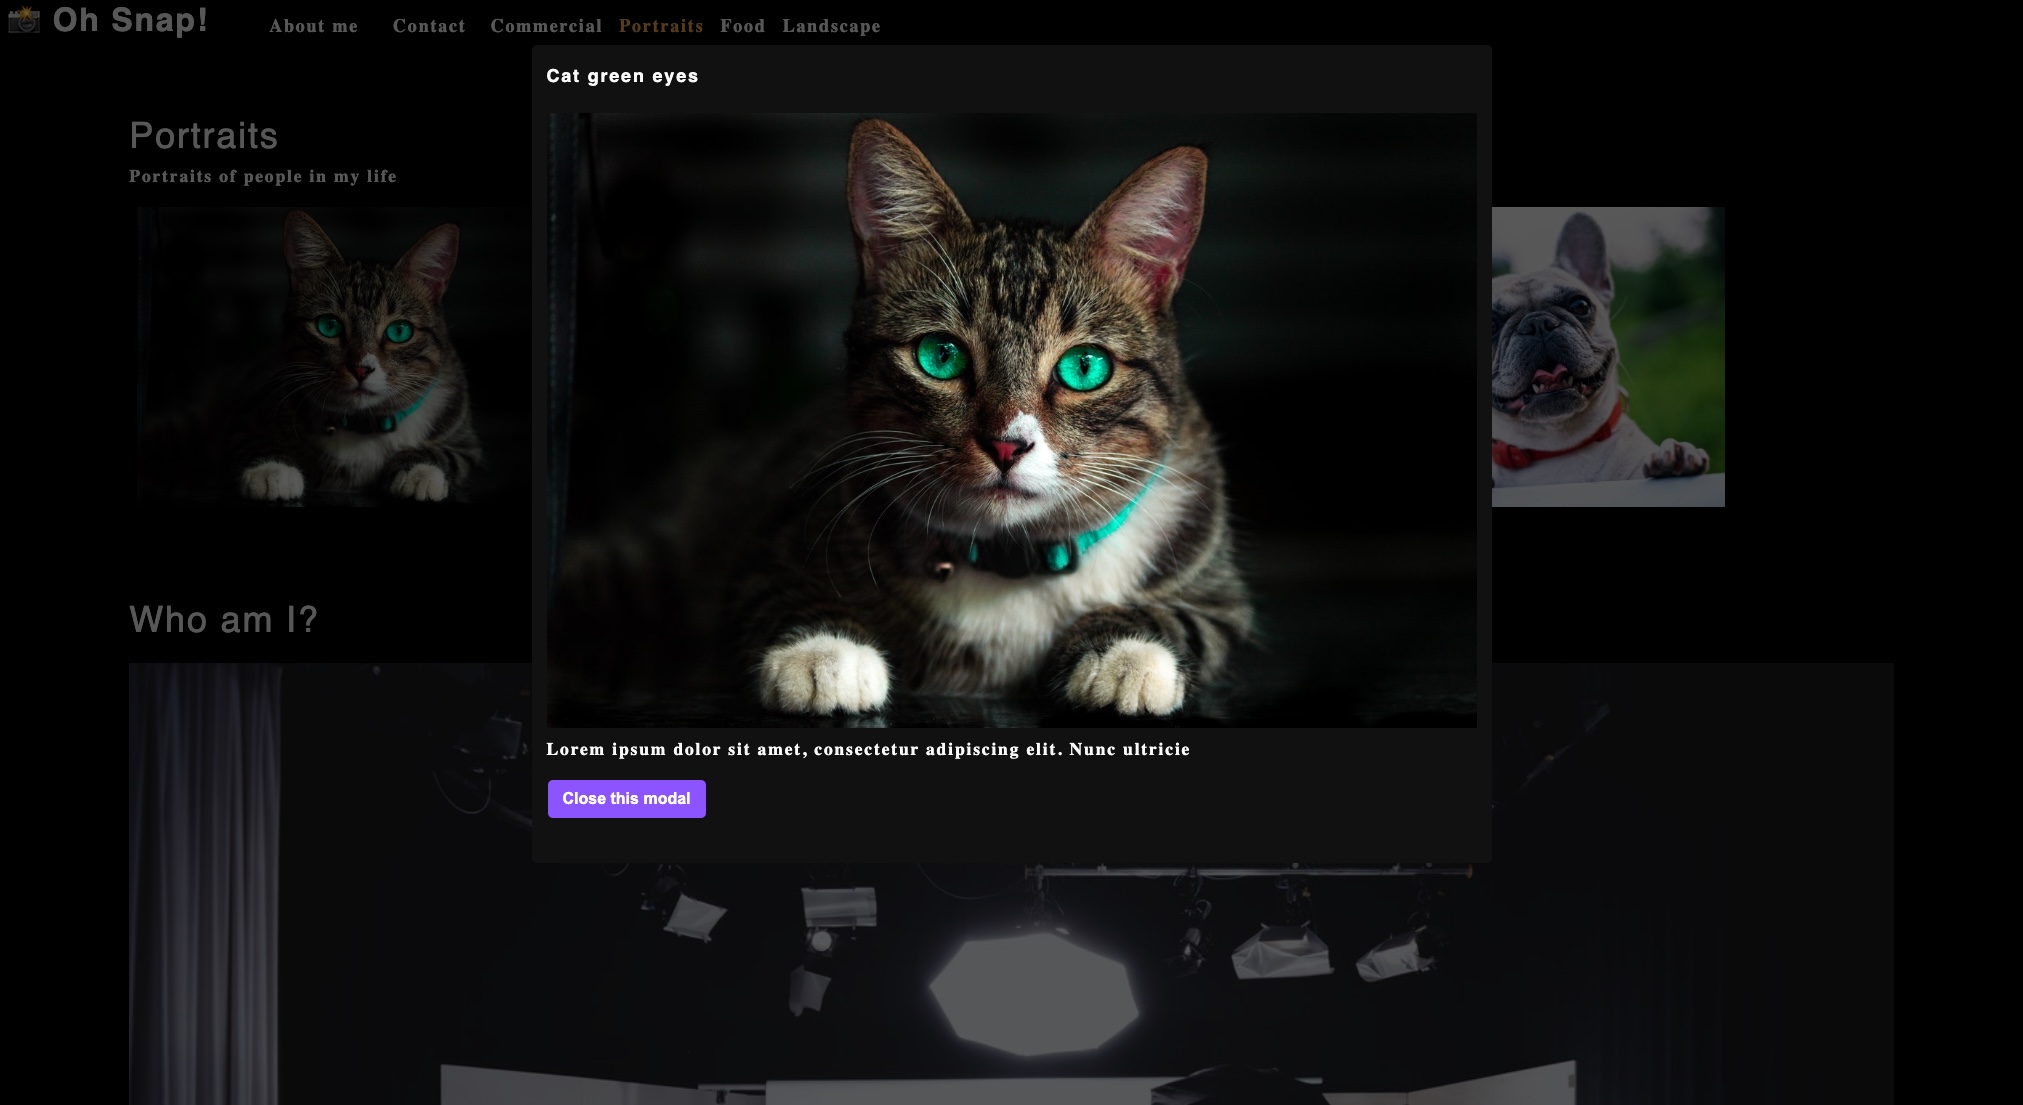 Oh Snap!
About me Contact Commercial Portraits Food Landscape
Cat green eyes
Portraits
Portraits of people in my life
Lorem ipsum dolor sit amet, consectetur adipiscing elit. Nunc ultricie
Close this modal
Who am I?